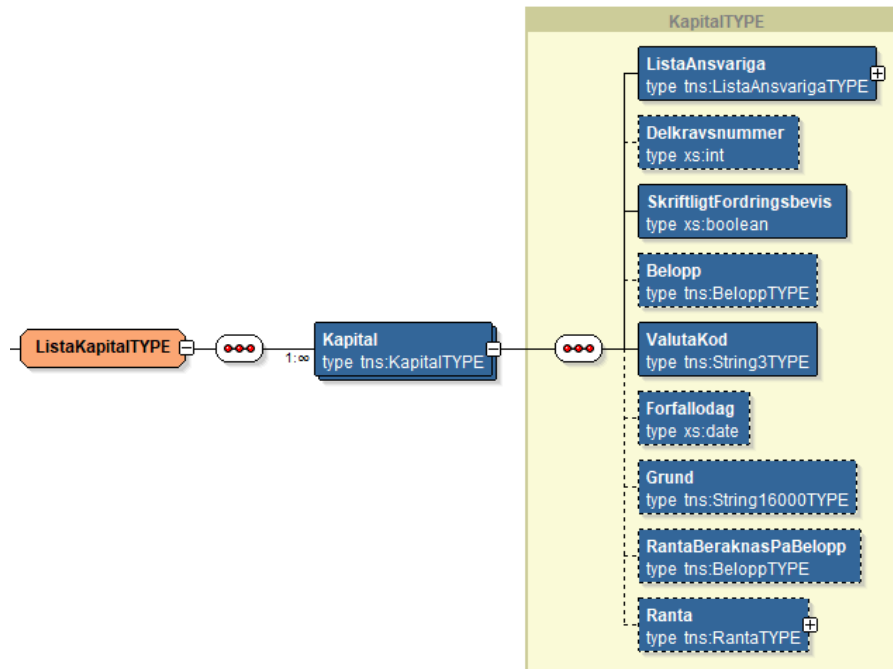 KapitalTYPE
ListaAnsvariga
type tns:ListaAnsvarigaTYPE
Delkravsnummer
type xs:int
SkriftligtFordringsbevis
type xs:boolean
Belopp
type tns:BeloppTYPE
ListaKapitalTYPE
1:∞
Kapital
type tns:KapitalTYPE
ValutaKod
type tns:String3TYPE
Forfallodag
type xs:date
Grund
type tns:String16000TYPE
RantaBeraknasPaBelopp
type tns:BeloppTYPE
Ranta
type tns:RantaTYPE